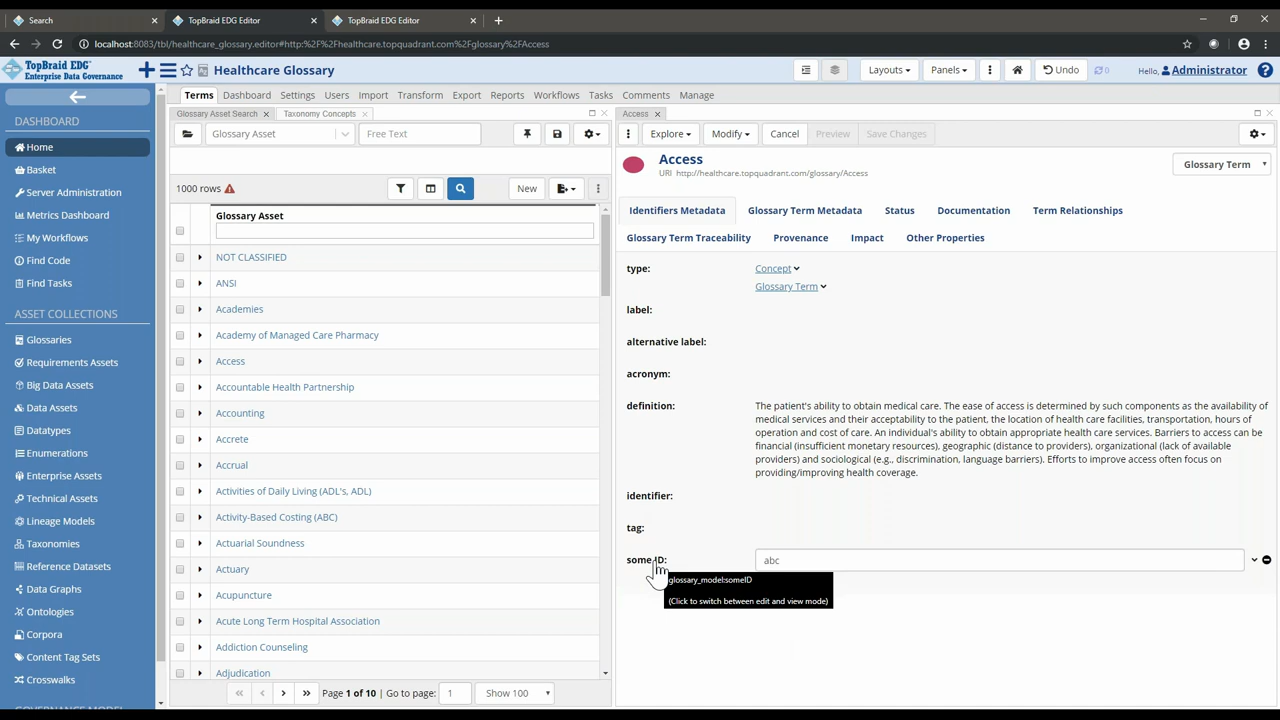 Search
TopBraid EDG Editor
TopBraid EDG Editor
localhost:8083/tbl/healthcare_glossary.editor#http:%2F%2Fhealthcare.topquadrant.com%2Fglossary%2FAccess
TopBraid EDG
Enterprise Data Governance
Healthcare Glossary
Layouts
Panels
Undo
0
Hello, Administrator
DASHBOARD
Home
Basket
Server Administration
Metrics Dashboard
My Workflows
Find Code
Find Tasks
ASSET COLLECTIONS
Glossaries
Requirements Assets
Big Data Assets
Data Assets
Datatypes
Enumerations
Enterprise Assets
Technical Assets
Lineage Models
Taxonomies
Reference Datasets
Data Graphs
Ontologies
Corpora
Content Tag Sets
Crosswalks
GOVERNANCE MODEL
Terms Dashboard Settings Users Import Transform Export Reports Workflows Tasks Comments Manage
Glossary Asset Search
Taxonomy Concepts
Glossary Asset
Free Text
1000 rows
New
Glossary Asset
NOT CLASSIFIED
ANSI
Academies
Academy of Managed Care Pharmacy
Access
Accountable Health Partnership
Accounting
Accrete
Accrual
Activities of Daily Living (ADL's, ADL)
Activity-Based Costing (ABC)
Actuarial Soundness
Actuary
Acupuncture
Acute Long Term Hospital Association
Addiction Counseling
Adjudication
Page 1 of 10 Go to page: 1 Show 100
Access
Explore Modify Cancel Preview Save Changes
Access
URI http://healthcare.topquadrant.com/glossary/Access
Glossary Term
Identifiers Metadata Glossary Term Metadata Status Documentation Term Relationships
Glossary Term Traceability Provenance Impact Other Properties
type: Concept
Glossary Term
label:
alternative label:
acronym:
definition: The patient's ability to obtain medical care. The ease of access is determined by such components as the availability of
medical services and their acceptability to the patient, the location of health care facilities, transportation, hours of
operation and cost of care. An individual's ability to obtain appropriate health care services. Barriers to access can be
financial (insufficient monetary resources), geographic (distance to providers), organizational (lack of available
providers) and sociological (e.g., discrimination, language barriers). Efforts to improve access often focus on
providing/improving health coverage.
identifier:
tag:
some ID: abc
glossary_model:someID
(Click to switch between edit and view mode)